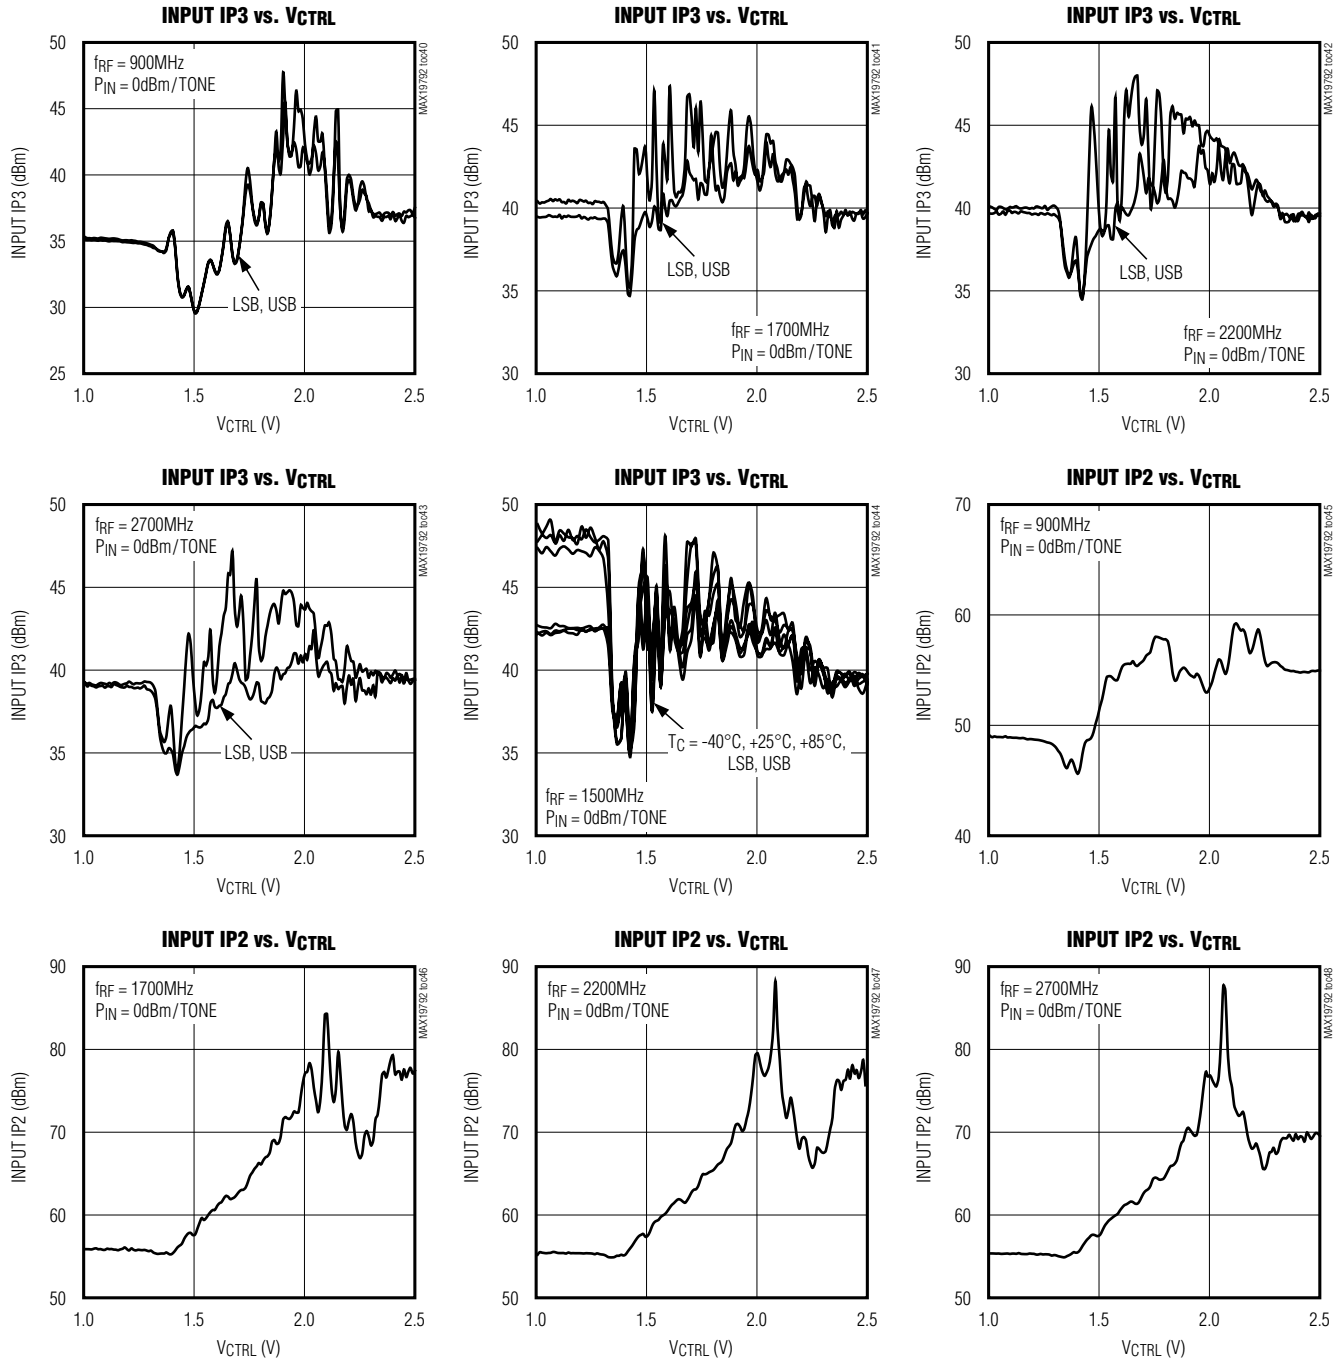 INPUT IP3 vs. VCTRL
50
45
40
35
30
25
INPUT IP3 (dBm)
fRF = 900MHz
PIN = 0dBm/TONE
LSB, USB
1.0 1.5 2.0 2.5
VCTRL (V)
MAX19792 toc40
INPUT IP3 vs. VCTRL
50
45
40
35
30
INPUT IP3 (dBm)
LSB, USB
fRF = 1700MHz
PIN = 0dBm/TONE
1.0 1.5 2.0 2.5
VCTRL (V)
MAX19792 toc41
INPUT IP3 vs. VCTRL
50
45
40
35
30
INPUT IP3 (dBm)
LSB, USB
fRF = 2200MHz
PIN = 0dBm/TONE
1.0 1.5 2.0 2.5
VCTRL (V)
MAX19792 toc42
INPUT IP3 vs. VCTRL
50
45
40
35
30
INPUT IP3 (dBm)
fRF = 2700MHz
PIN = 0dBm/TONE
LSB, USB
1.0 1.5 2.0 2.5
VCTRL (V)
MAX19792 toc43
INPUT IP3 vs. VCTRL
50
45
40
35
30
INPUT IP3 (dBm)
TC = -40°C, +25°C, +85°C,
LSB, USB
fRF = 1500MHz
PIN = 0dBm/TONE
1.0 1.5 2.0 2.5
VCTRL (V)
MAX19792 toc44
INPUT IP2 vs. VCTRL
70
60
50
40
INPUT IP2 (dBm)
fRF = 900MHz
PIN = 0dBm/TONE
1.0 1.5 2.0 2.5
VCTRL (V)
MAX19792 toc45
INPUT IP2 vs. VCTRL
90
80
70
60
50
INPUT IP2 (dBm)
fRF = 1700MHz
PIN = 0dBm/TONE
1.0 1.5 2.0 2.5
VCTRL (V)
MAX19792 toc46
INPUT IP2 vs. VCTRL
90
80
70
60
50
INPUT IP2 (dBm)
fRF = 2200MHz
PIN = 0dBm/TONE
1.0 1.5 2.0 2.5
VCTRL (V)
MAX19792 toc47
INPUT IP2 vs. VCTRL
90
80
70
60
50
INPUT IP2 (dBm)
fRF = 2700MHz
PIN = 0dBm/TONE
1.0 1.5 2.0 2.5
VCTRL (V)
MAX19792 toc48